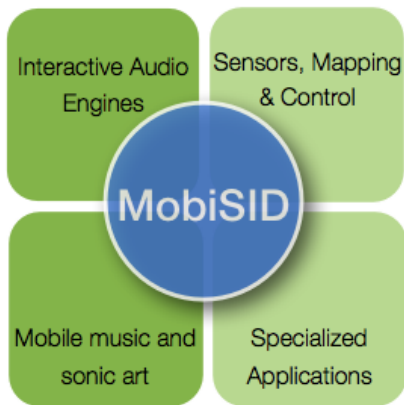 Interactive Audio
Engines
Sensors, Mapping
& Control
MobiSID
Mobile music and
sonic art
Specialized
Applications